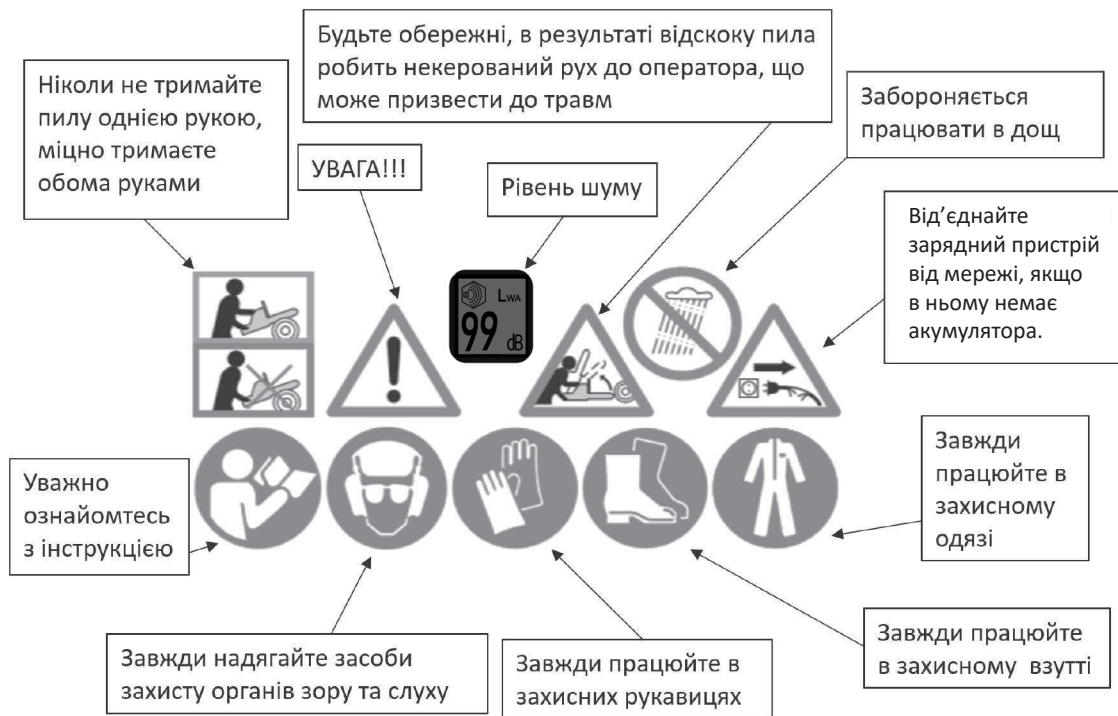 Будьте обережні, в результаті відскоку пила
робить некерований рух до оператора, що
може призвести до травм
Ніколи не тримайте
пилу однією рукою,
міцно тримаєте
обома руками
УВАГА!!!
Рівень шуму
Забороняється
працювати в дощ
Від’єднайте
зарядний пристрій
від мережі, якщо
в ньому немає
акумулятора.
LWA
99 dB
Уважно
ознайомтесь
з інструкцією
Завжди
працюйте в
захисному
одязі
Завжди надягайте засоби
захисту органів зору та слуху
Завжди працюйте в
захисних рукавицях
Завжди працюйте
в захисному взутті